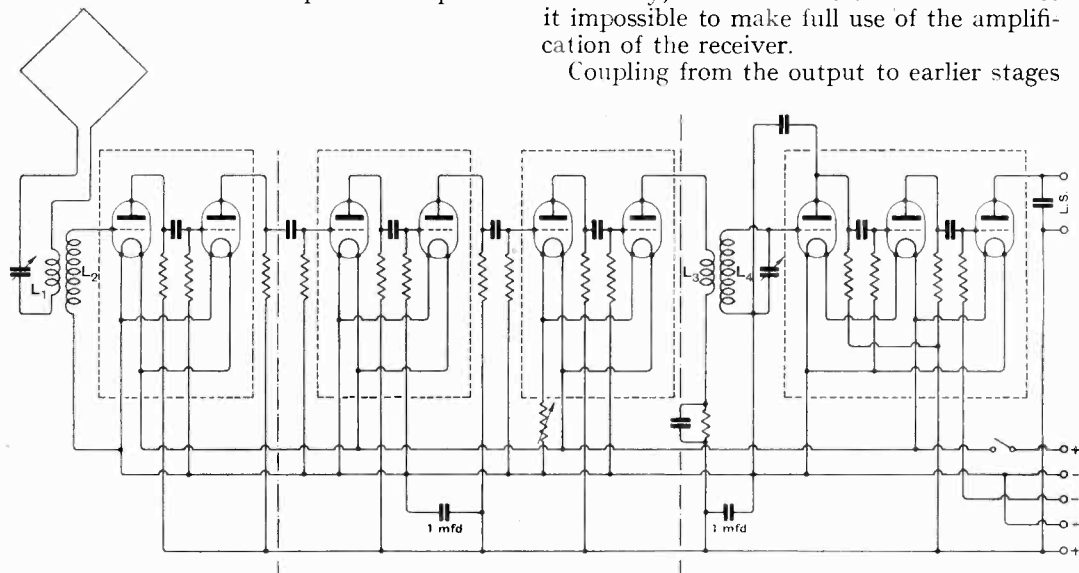 it impossible to make full use of the amplifi-
cation of the receiver.
Coupling from the output to earlier stages
L1
L2
L3
L4
L.S.
1 mfd
1 mfd
+
-
-
+
+